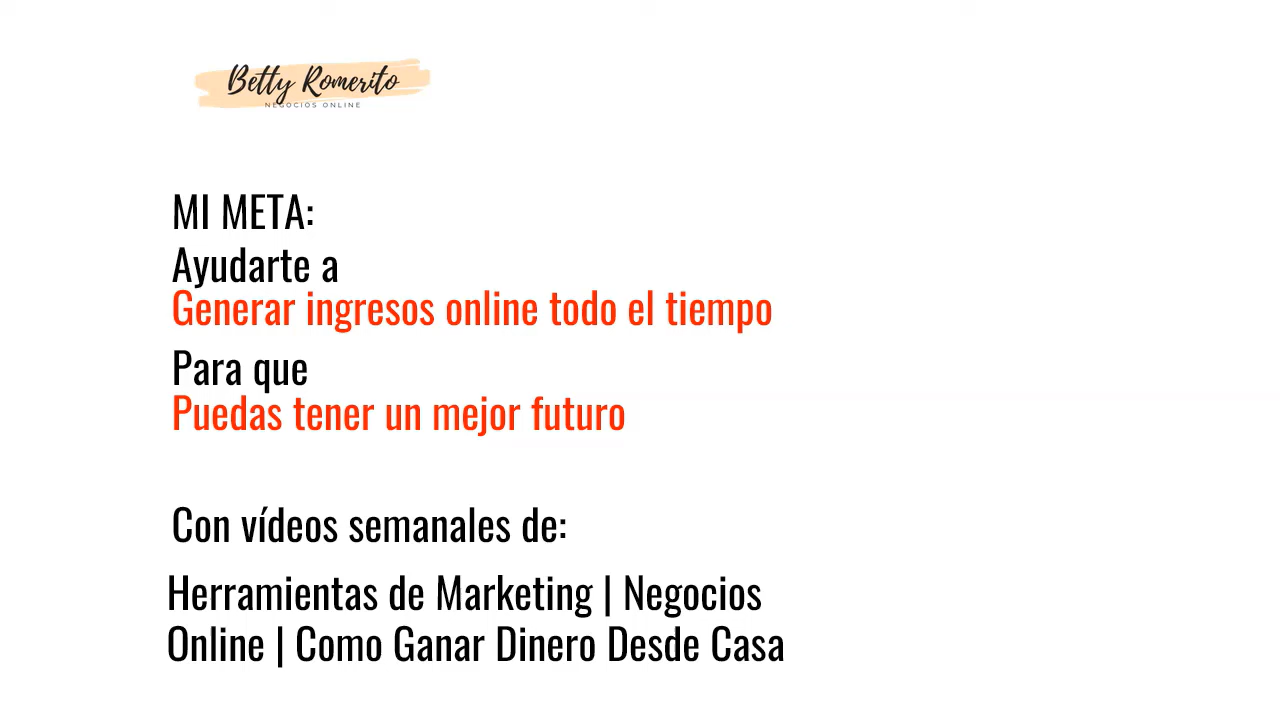 Betty Romerito
NEGOCIOS ONLINE
MI META:
Ayudarte a
Generar ingresos online todo el tiempo
Para que
Puedas tener un mejor futuro
Con vídeos semanales de:
Herramientas de Marketing | Negocios
Online | Como Ganar Dinero Desde Casa